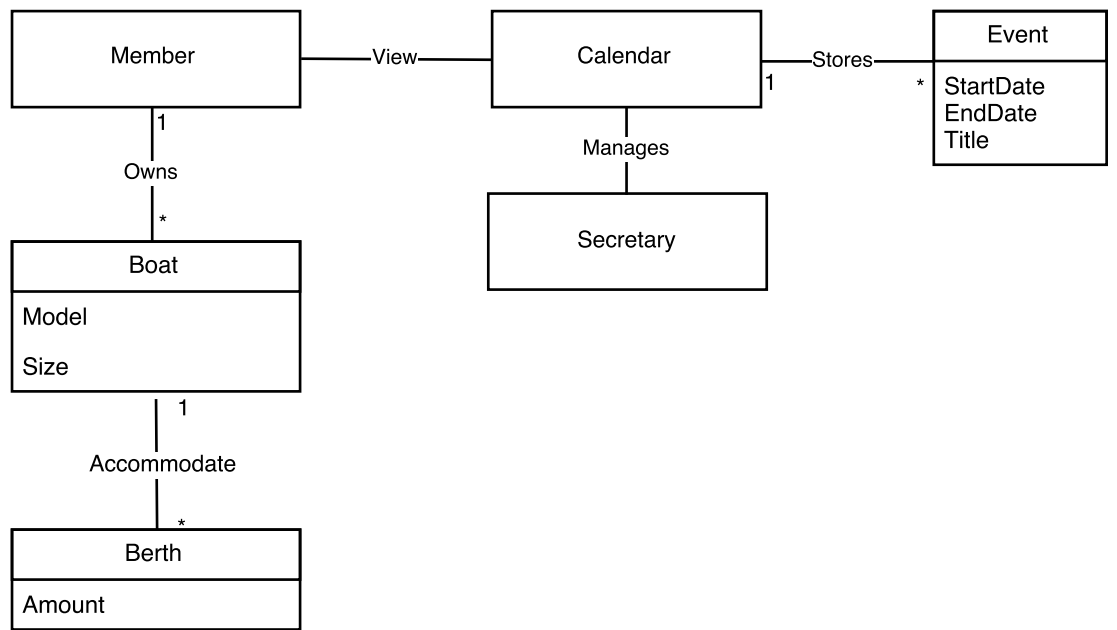 Member
View
Calendar
Stores
Event
1
*
StartDate
EndDate
Title
1
Owns
*
Manages
Secretary
Boat
Model
Size
1
Accommodate
*
Berth
Amount